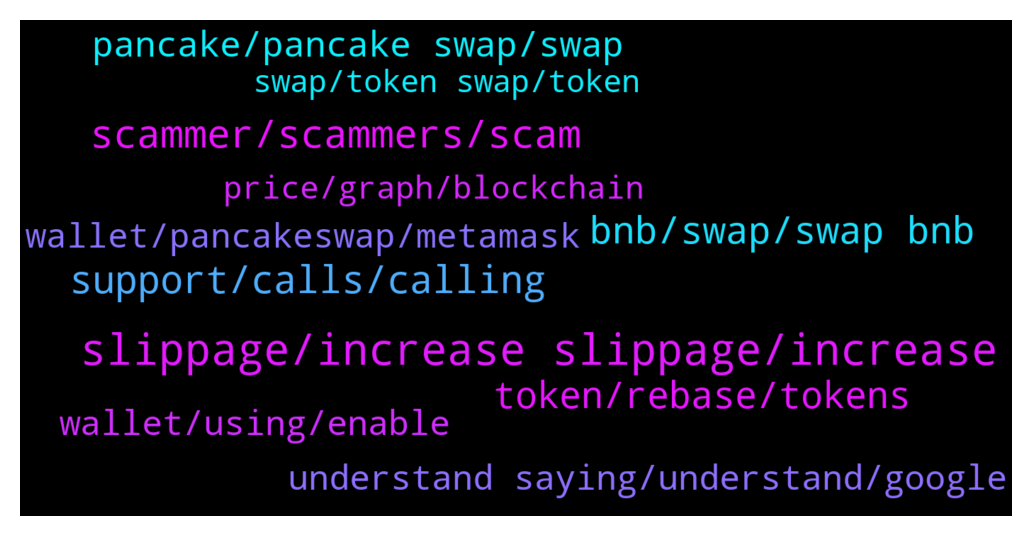 pancake/pancake swap/swap
swap/token swap/token
scammer/scammers/scam
price/graph/blockchain
wallet/pancakeswap/metamask
bnb/swap/swap bnb
support/calls/calling
slippage/increase slippage/increase
token/rebase/tokens
wallet/using/enable
understand saying/understand/google